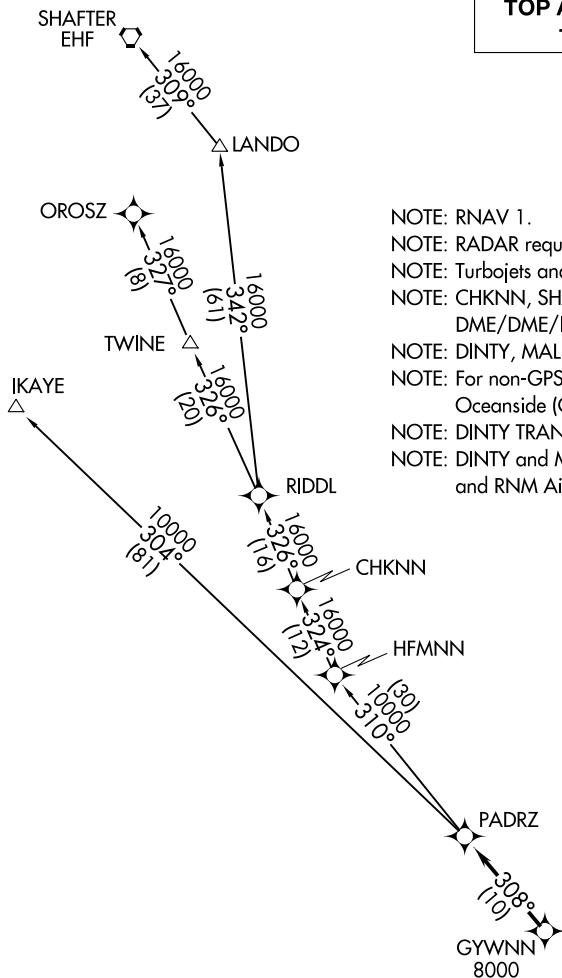 TOP A
SHAFTER
EHF
16000
309°
(37)
LANDO
OROSZ
16000
327°
(8)
16000
342°
(61)
TWINE
16000
326°
(20)
IKAYE
RIDDL
10000
304°
(81)
16000
326°
(16)
CHKNN
16000
324°
(12)
HFMNN
(30)
10000
310°
PADRZ
308°
(10)
GYWNN
8000
NOTE: RNAV 1.
NOTE: RADAR requ
NOTE: Turbojets and
NOTE: CHKNN, SHA
DME/DME/I
NOTE: DINTY, MAL
NOTE: For non-GPS
Oceanside (O
NOTE: DINTY TRAN
NOTE: DINTY and M
and RNM Ai